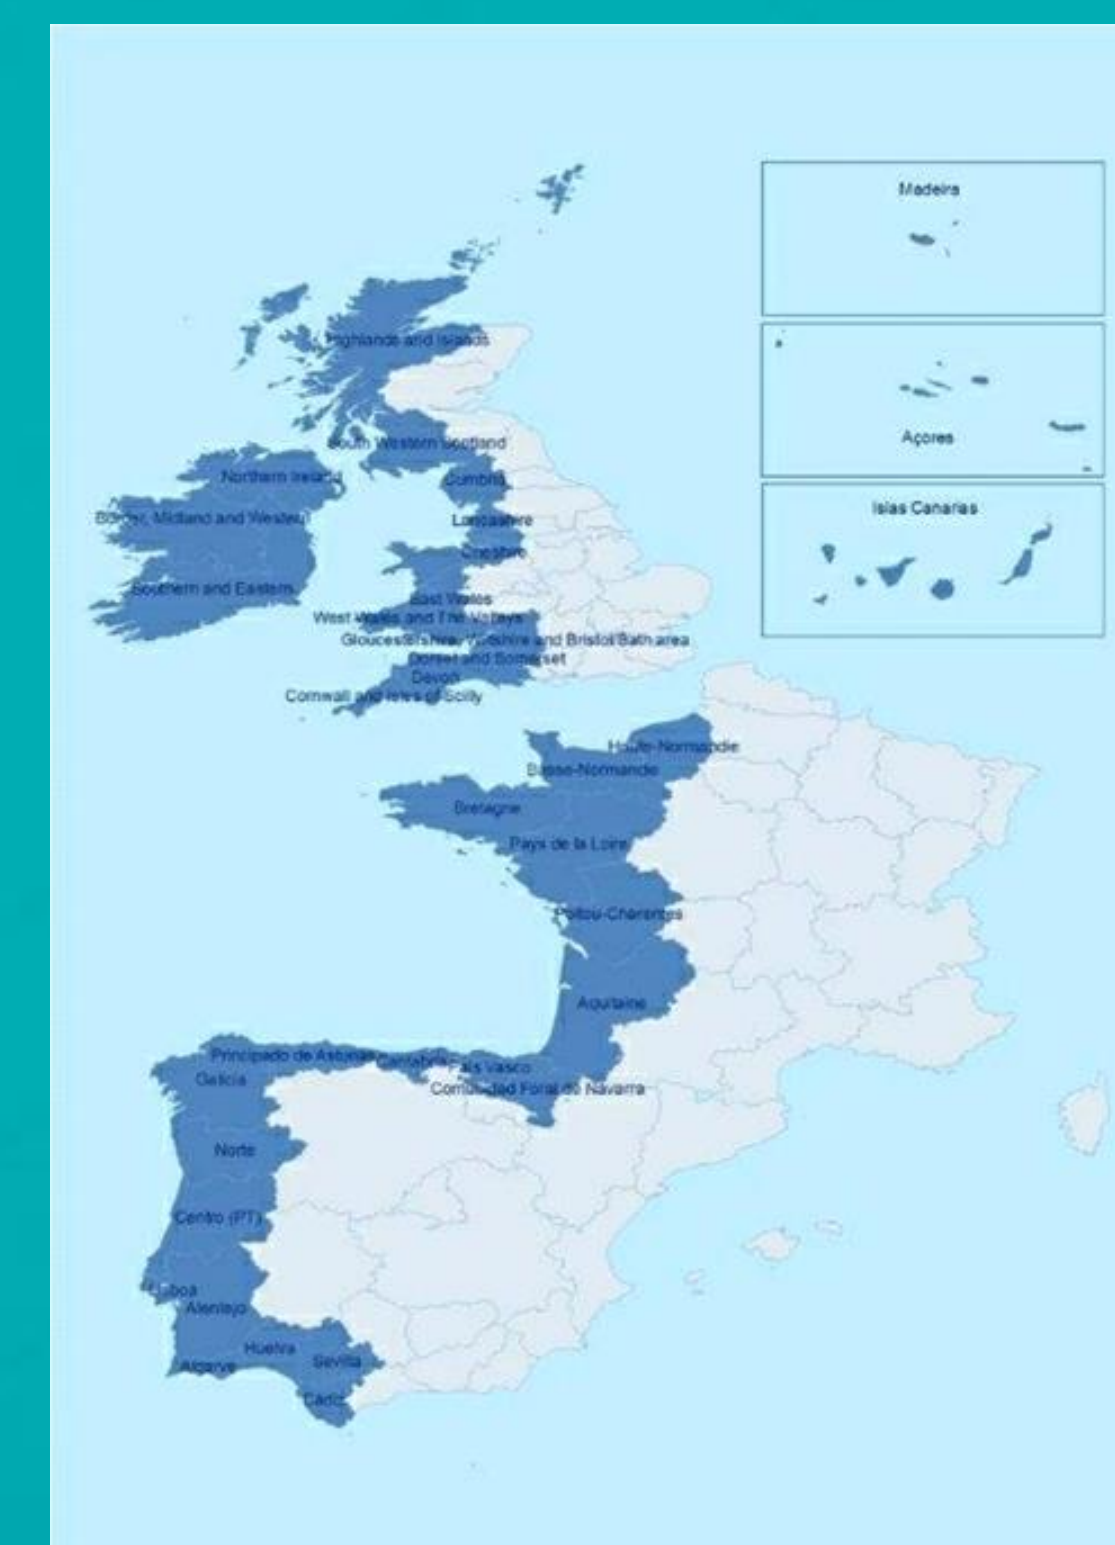 Madeira
Açores
Islas Canarias
Highlands and Islands
South Western Scotland
Northern Ireland
Cumbria
Border, Midland and Western
Lancashire
Cheshire
Southern and Eastern
East Wales
West Wales and The Valleys
Gloucestershire, Wiltshire and Bristol/Bath area
Dorset and Somerset
Devon
Cornwall and Isles of Scilly
Haute-Normandie
Basse-Normandie
Bretagne
Pays de la Loire
Poitou-Charentes
Aquitaine
Principado de Asturias
Cantabria
País Vasco
Galicia
Comunidad Foral de Navarra
Norte
Centro (PT)
Lisboa
Alentejo
Huelva
Sevilla
Algarve
Cádiz